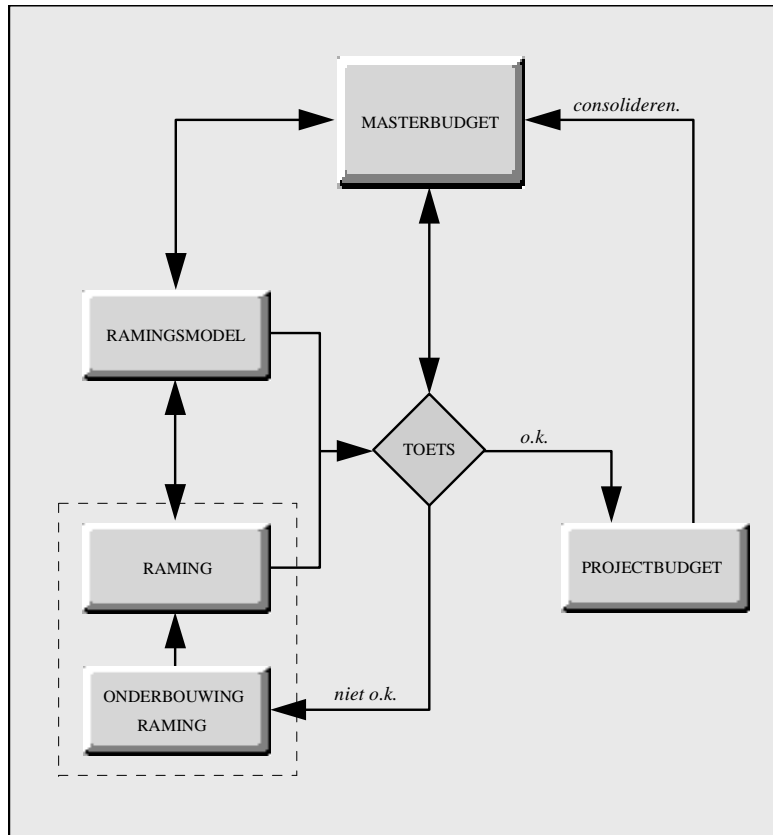 consolideren.
MASTERBUDGET
RAMINGSMODEL
TOETS
o.k.
RAMING
PROJECTBUDGET
ONDERBOUWING
RAMING
niet o.k.